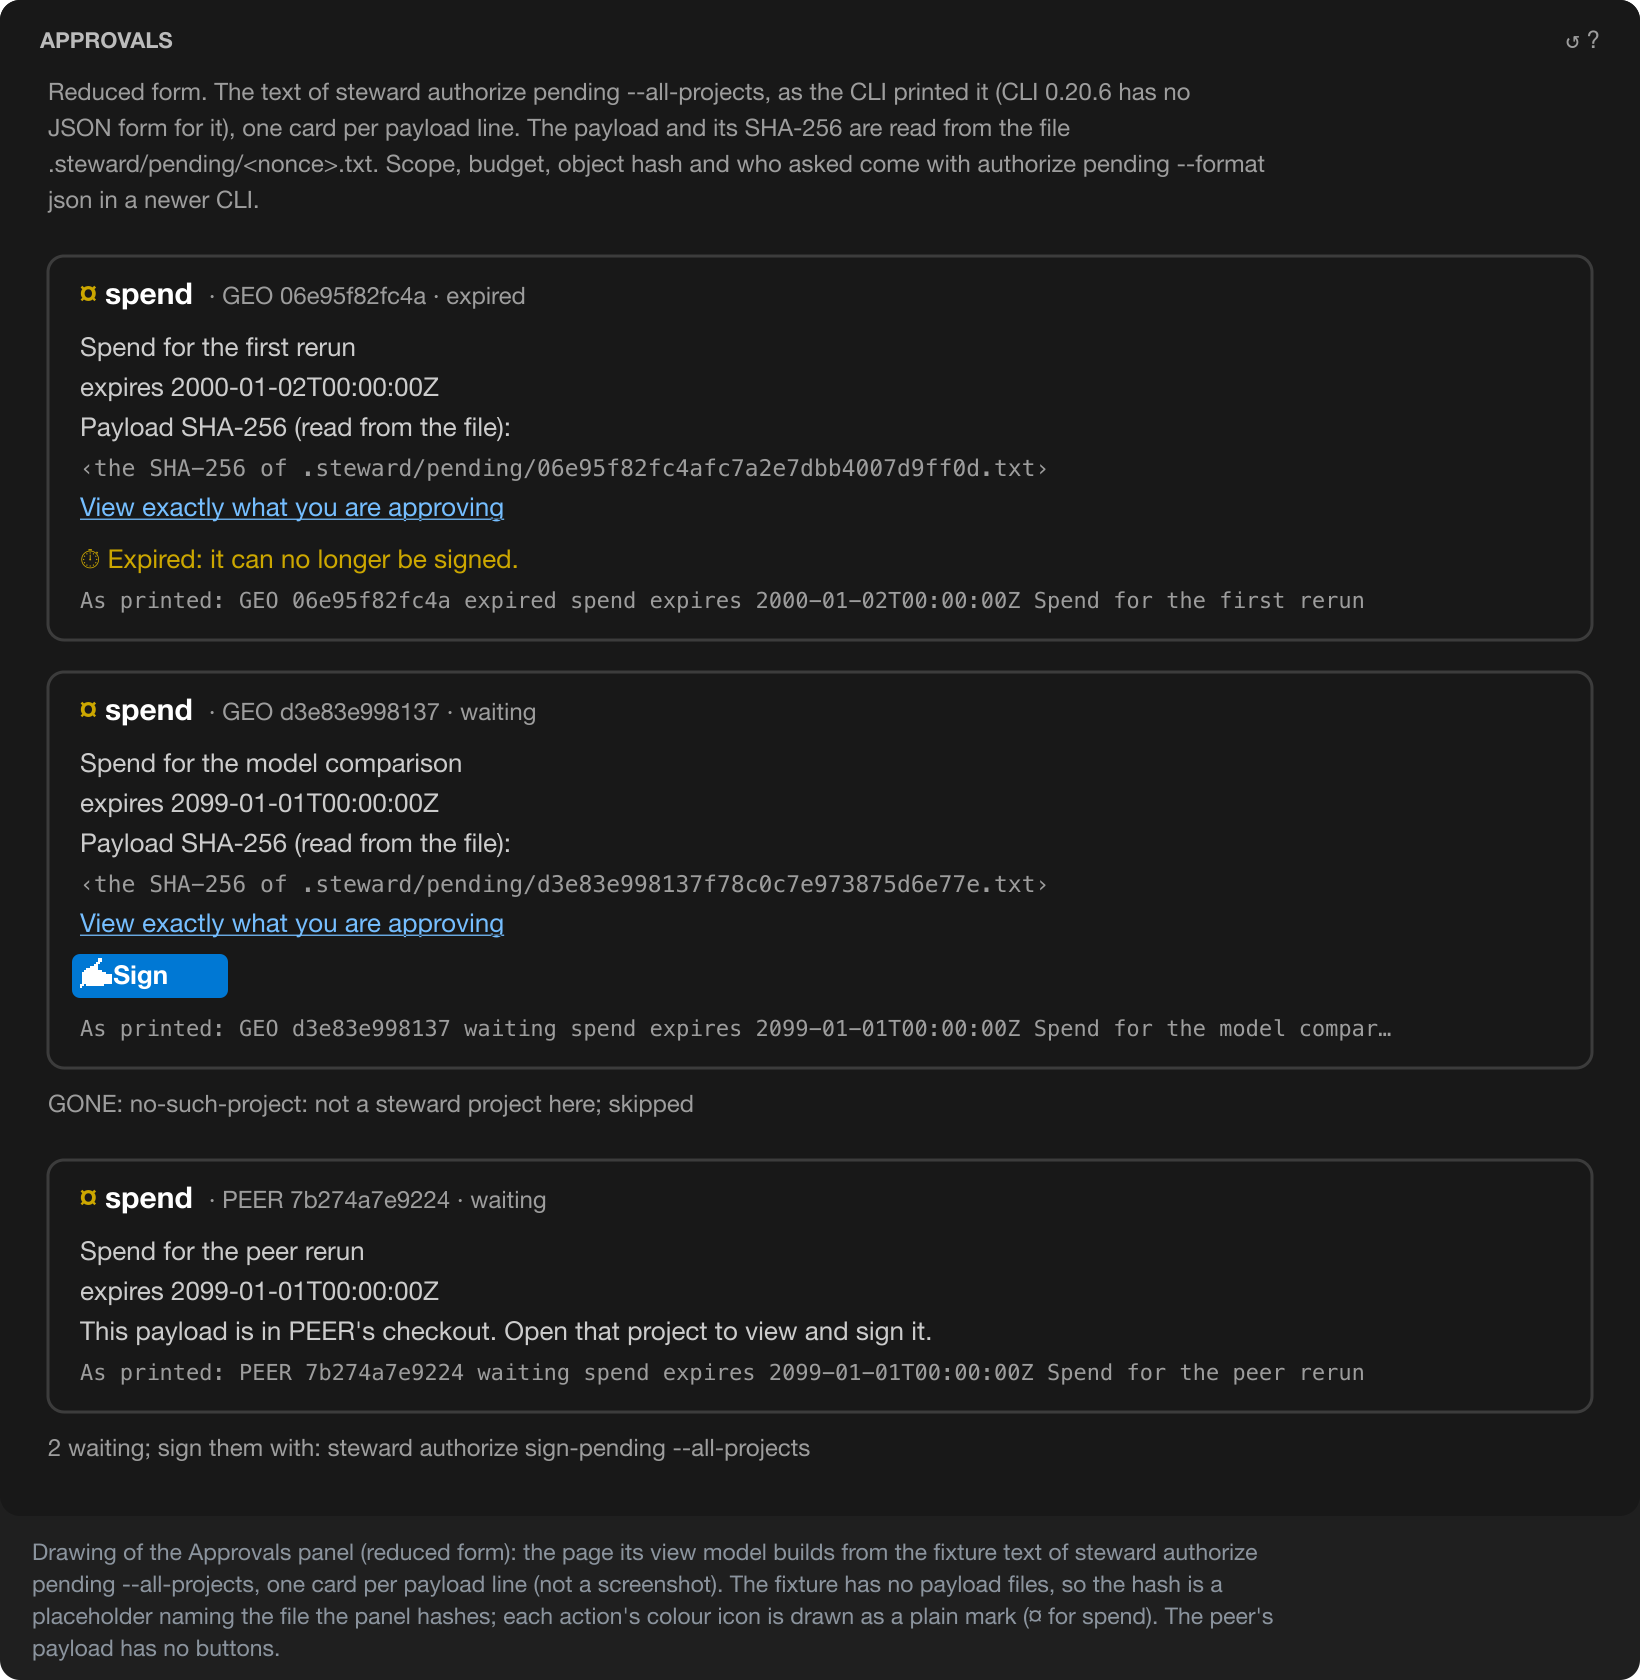 APPROVALS
↺ ?
Reduced form. The text of steward authorize pending --all-projects, as the CLI printed it (CLI 0.20.6 has no
JSON form for it), one card per payload line. The payload and its SHA-256 are read from the file
.steward/pending/<nonce>.txt. Scope, budget, object hash and who asked come with authorize pending --format
json in a newer CLI.
¤ spend · GEO 06e95f82fc4a · expired
Spend for the first rerun
expires 2000-01-02T00:00:00Z
Payload SHA-256 (read from the file):
‹the SHA-256 of .steward/pending/06e95f82fc4afc7a2e7dbb4007d9ff0d.txt›
View exactly what you are approving
⏱ Expired: it can no longer be signed.
As printed: GEO 06e95f82fc4a expired spend expires 2000-01-02T00:00:00Z Spend for the first rerun
¤ spend · GEO d3e83e998137 · waiting
Spend for the model comparison
expires 2099-01-01T00:00:00Z
Payload SHA-256 (read from the file):
‹the SHA-256 of .steward/pending/d3e83e998137f78c0c7e973875d6e77e.txt›
View exactly what you are approving
✍Sign
As printed: GEO d3e83e998137 waiting spend expires 2099-01-01T00:00:00Z Spend for the model compar…
GONE: no-such-project: not a steward project here; skipped
¤ spend · PEER 7b274a7e9224 · waiting
Spend for the peer rerun
expires 2099-01-01T00:00:00Z
This payload is in PEER's checkout. Open that project to view and sign it.
As printed: PEER 7b274a7e9224 waiting spend expires 2099-01-01T00:00:00Z Spend for the peer rerun
2 waiting; sign them with: steward authorize sign-pending --all-projects
Drawing of the Approvals panel (reduced form): the page its view model builds from the fixture text of steward authorize
pending --all-projects, one card per payload line (not a screenshot). The fixture has no payload files, so the hash is a
placeholder naming the file the panel hashes; each action's colour icon is drawn as a plain mark (¤ for spend). The peer's
payload has no buttons.